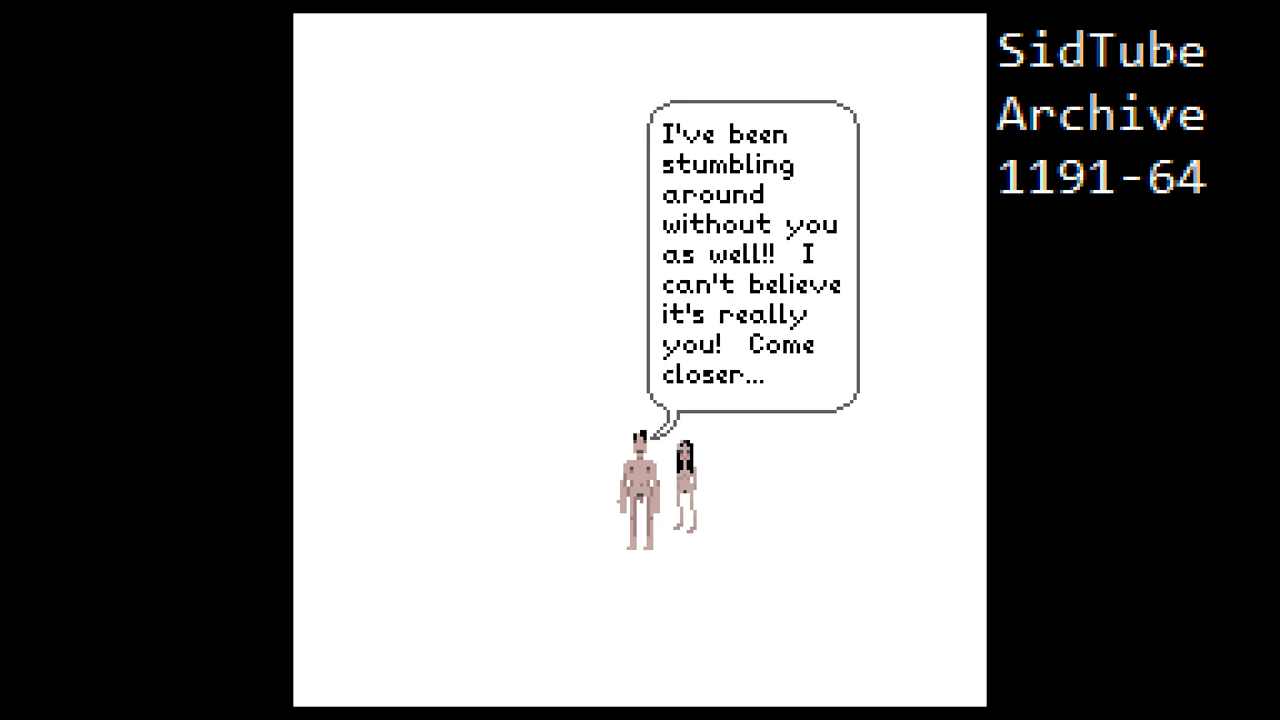 I've been
stumbling
around
without you
as well!!  I
can't believe
it's really
you!  Come
closer...
SidTube
Archive
1191-64